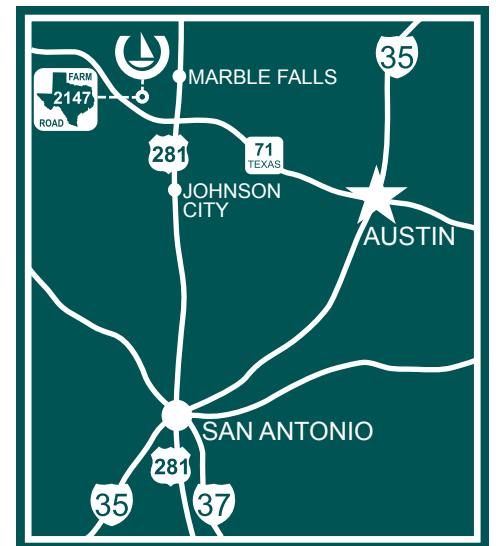 35
FARM
2147
ROAD
MARBLE FALLS
281
71
TEXAS
JOHNSON
CITY
AUSTIN
SAN ANTONIO
281
35
37